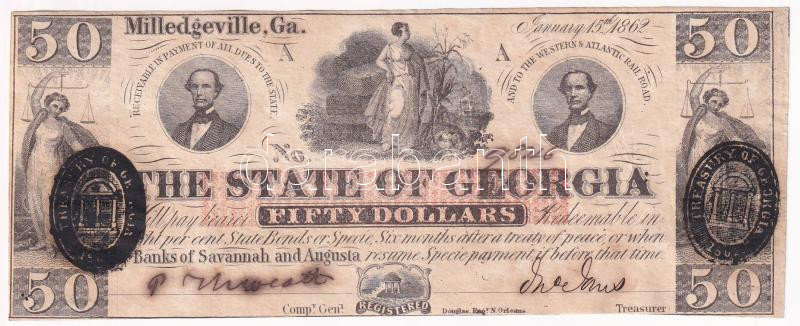 50
Milledgeville, Ga.
January 15th 1862
50
RECEIVABLE IN PAYMENT OF ALL DUES TO THE STATE,
A
A
AND TO THE WESTERN & ATLANTIC RAIL ROAD.
darabanth
No.
THE STATE OF GEORGIA
Will pay bearer FIFTY DOLLARS Redeemable in
Eight per cent State Bonds or Specie, Six months after a treaty of peace, or when
Banks of Savannah and Augusta resume Specie payment if before that time.
TREASURY OF GEORGIA
TREASURY OF GEORGIA
Jno. Jones
50
Compr. Genl.
REGISTERED
Douglas, Engr. N. Orleans
Treasurer
50